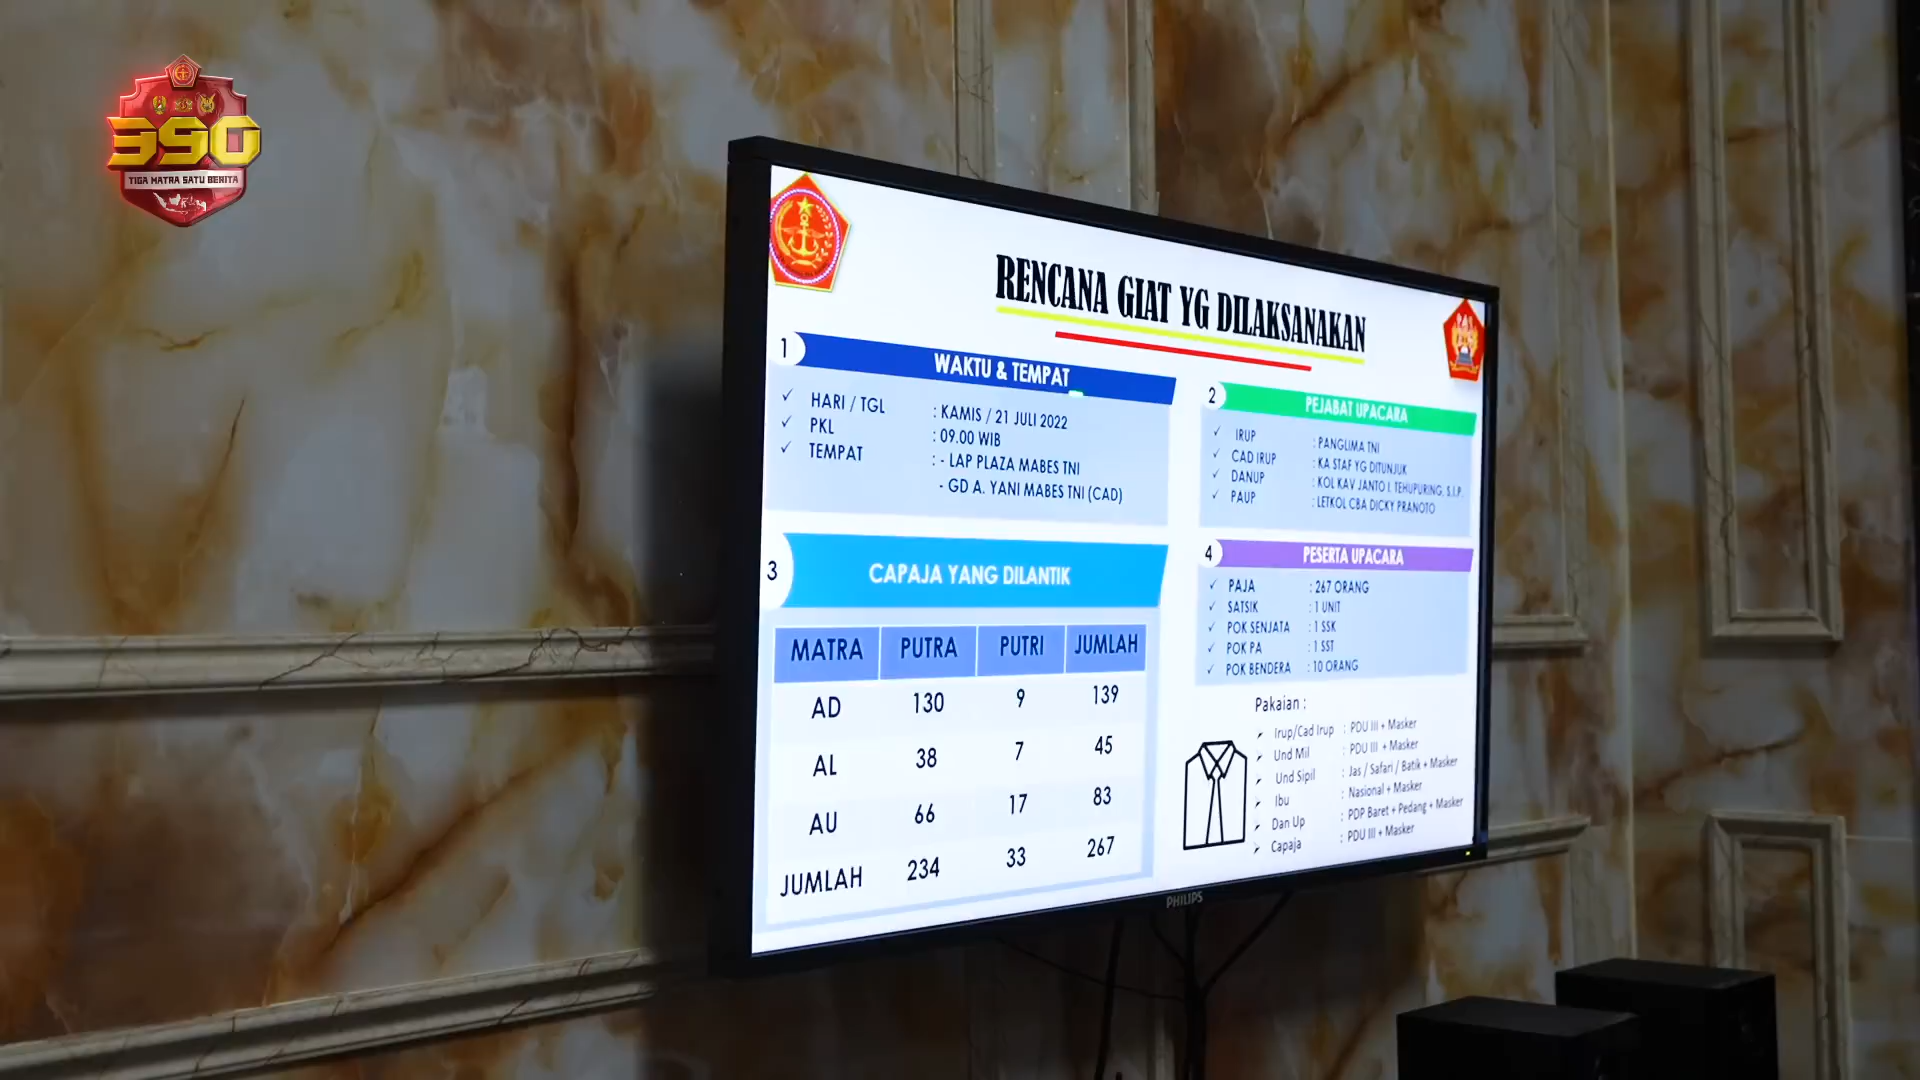 390
TIGA MATRA SATU BERITA
RENCANA GIAT YG DILAKSANAKAN
1 WAKTU & TEMPAT
✓ HARI / TGL : KAMIS / 21 JULI 2022
✓ PKL : 09.00 WIB
✓ TEMPAT : - LAP PLAZA MABES TNI
- GD A. YANI MABES TNI (CAD)
2 PEJABAT UPACARA
✓ IRUP : PANGLIMA TNI
✓ CAD IRUP : KA STAF YG DITUNJUK
✓ DANUP : KOL KAV JANTO I. TEHUPURING, S.I.P.
✓ PAUP : LETKOL CBA DICKY PRANOTO
3 CAPAJA YANG DILANTIK
MATRA PUTRA PUTRI JUMLAH
AD 130 9 139
AL 38 7 45
AU 66 17 83
JUMLAH 234 33 267
4 PESERTA UPACARA
✓ PAJA : 267 ORANG
✓ SATSIK : 1 UNIT
✓ POK SENJATA : 1 SSK
✓ POK PA : 1 SST
✓ POK BENDERA : 10 ORANG
Pakaian :
Irup/Cad Irup : PDU III + Masker
Und Mil : PDU III + Masker
Und Sipil : Jas / Safari / Batik + Masker
Ibu : Nasional + Masker
Dan Up : PDP Baret + Pedang + Masker
Capaja : PDU III + Masker
PHILIPS